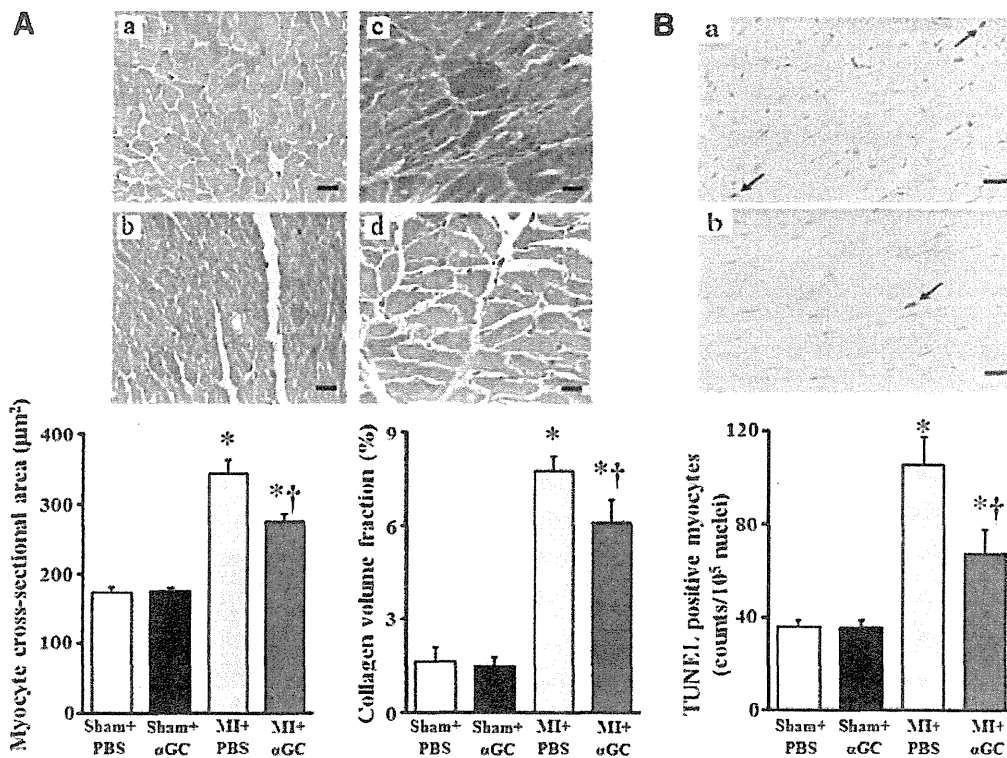 A
B
a
c
a
b
d
b
Myocyte cross-sectional area (µm²)
400
300
200
100
0
*
*†
Sham+ PBS
Sham+ αGC
MI+ PBS
MI+ αGC
Collagen volume fraction (%)
9
6
3
0
*
*†
Sham+ PBS
Sham+ αGC
MI+ PBS
MI+ αGC
TUNEL positive myocytes
(counts/10⁵ nuclei)
120
80
40
0
*
*†
Sham+ PBS
Sham+ αGC
MI+ PBS
MI+ αGC